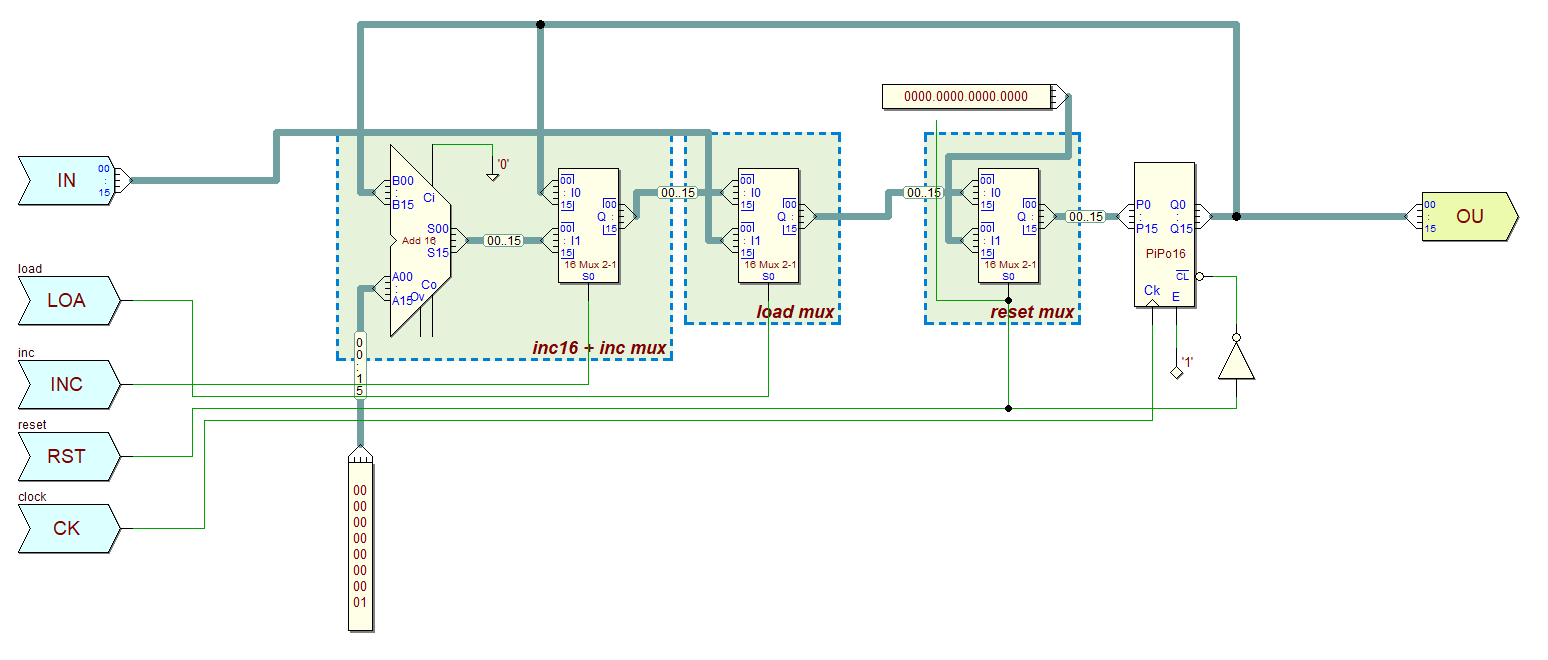 0000.0000.0000.0000
IN
00
:
15
'0'
B00
:
B15
Ci
Add 16
S00
:
S15
A00
:
A15
Co
Ov
00..15
00
: I0
15
00
: I1
15
00
Q :
15
16 Mux 2-1
S0
00..15
00
: I0
15
00
: I1
15
00
Q :
15
16 Mux 2-1
S0
00..15
00
: I0
15
00
: I1
15
00
Q :
15
16 Mux 2-1
S0
00..15
P0
:
P15
Q0
:
Q15
PiPo16
CL
Ck
E
00
:
15
OU
load
LOA
load mux
reset mux
inc16 + inc mux
00:15
inc
INC
'1'
reset
RST
clock
CK
00
00
00
00
00
00
00
01